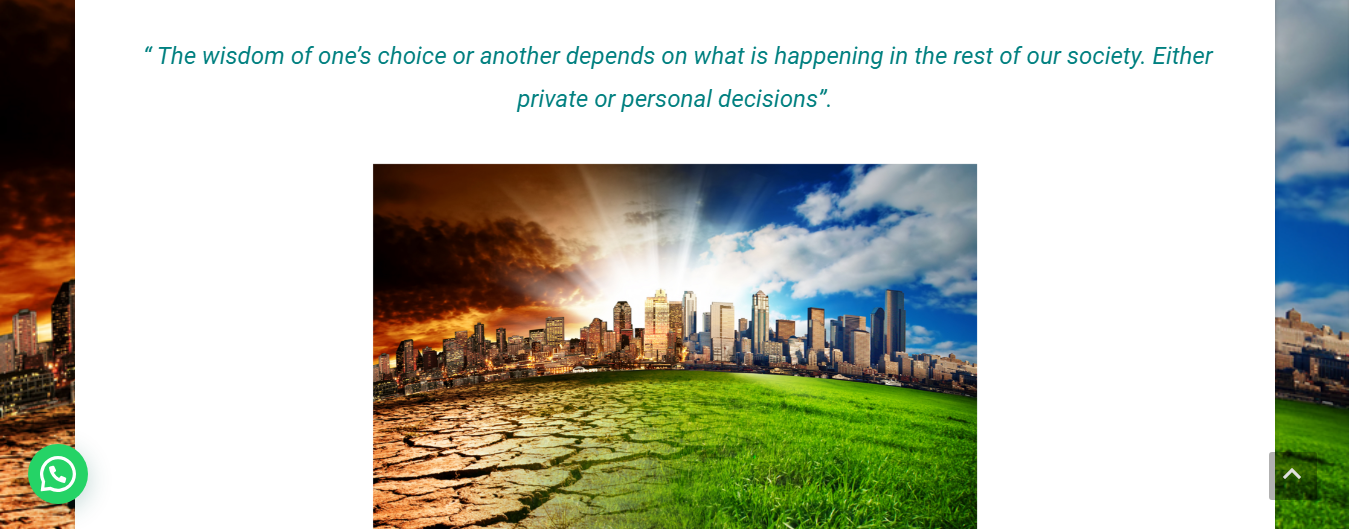 “ The wisdom of one’s choice or another depends on what is happening in the rest of our society. Either
private or personal decisions”.